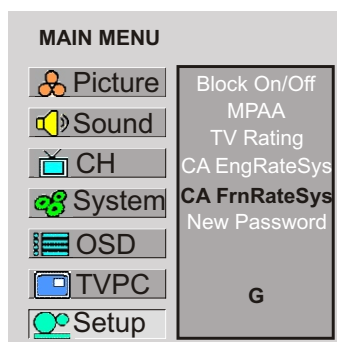 MAIN MENU
Picture
Sound
CH
System
OSD
TVPC
Setup
Block On/Off
MPAA
TV Rating
CA EngRateSys
CA FrnRateSys
New Password
G